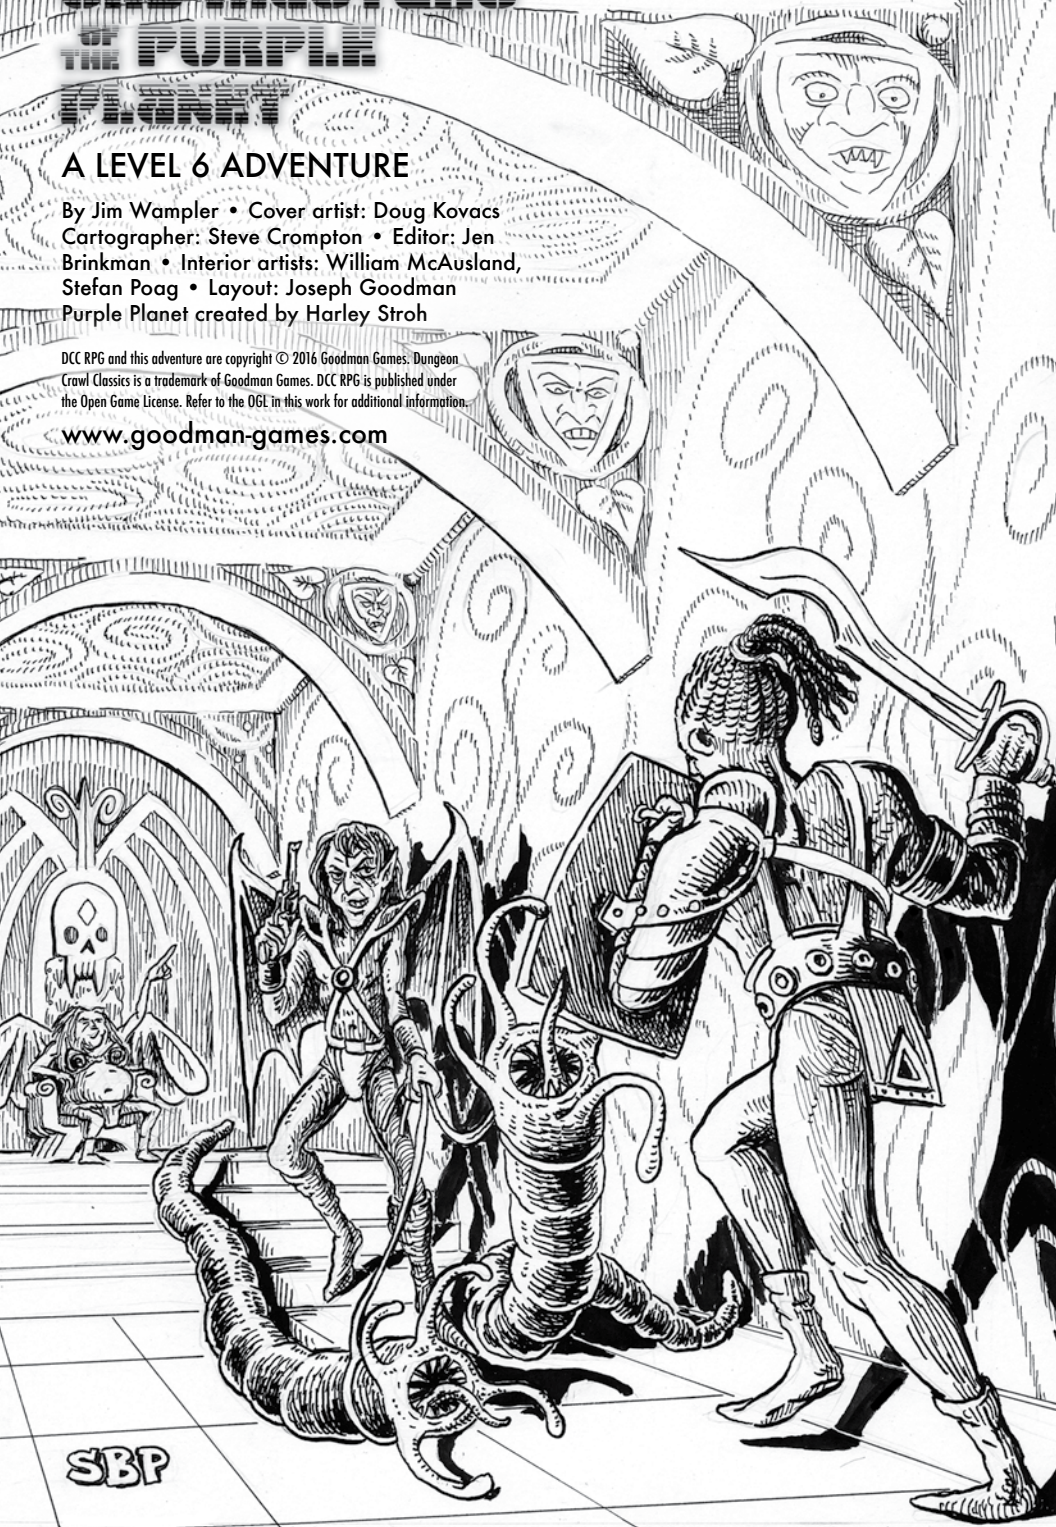 OF
THE PURPLE
PLANET
A LEVEL 6 ADVENTURE
By Jim Wampler • Cover artist: Doug Kovacs
Cartographer: Steve Crompton • Editor: Jen
Brinkman • Interior artists: William McAusland,
Stefan Poag • Layout: Joseph Goodman
Purple Planet created by Harley Stroh
DCC RPG and this adventure are copyright © 2016 Goodman Games. Dungeon
Crawl Classics is a trademark of Goodman Games. DCC RPG is published under
the Open Game License. Refer to the OGL in this work for additional information.
www.goodman-games.com
SBP